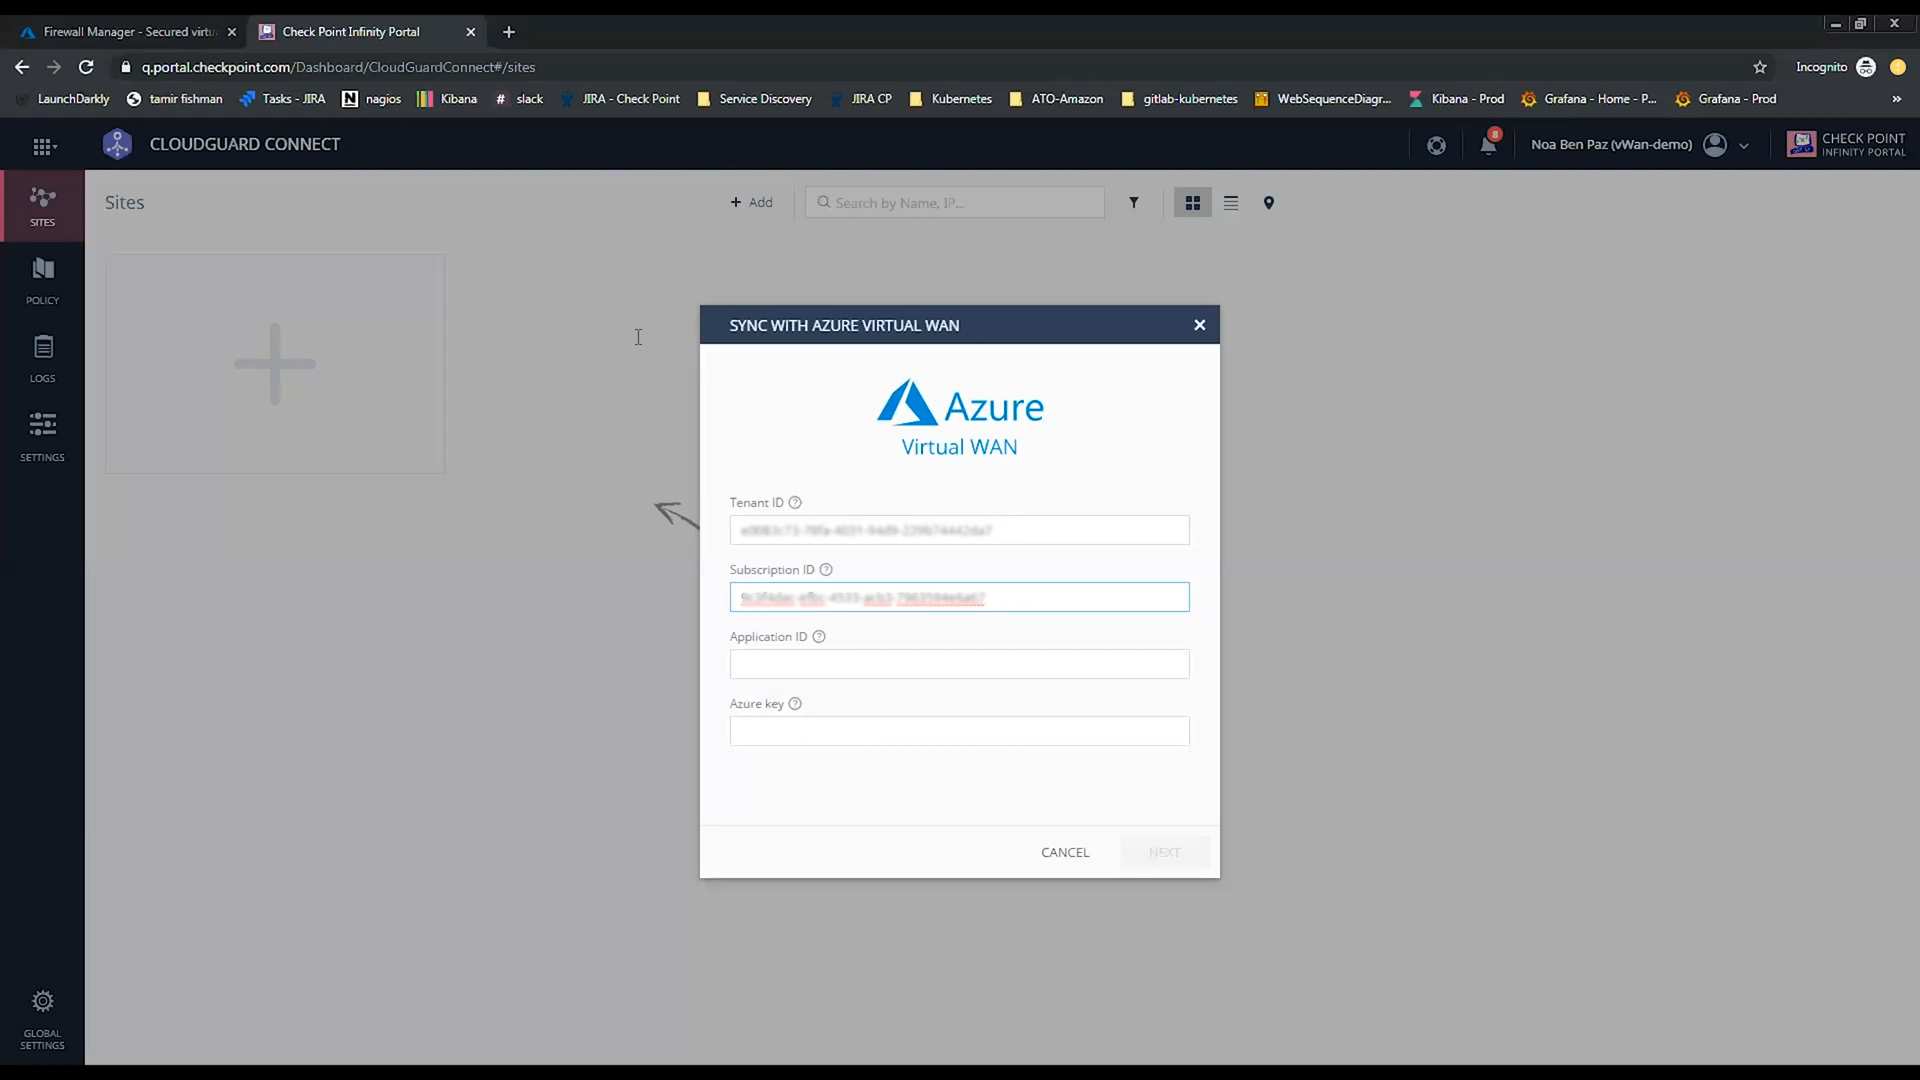 Firewall Manager - Secured virtu
Check Point Infinity Portal
q.portal.checkpoint.com/Dashboard/CloudGuardConnect#/sites
Incognito
LaunchDarkly
tamir fishman
Tasks - JIRA
nagios
Kibana
slack
JIRA - Check Point
Service Discovery
JIRA CP
Kubernetes
ATO-Amazon
gitlab-kubernetes
WebSequenceDiagr...
Kibana - Prod
Grafana - Home - P...
Grafana - Prod
»
CLOUDGUARD CONNECT
8
Noa Ben Paz (vWan-demo)
CHECK POINT
INFINITY PORTAL
SITES
POLICY
LOGS
SETTINGS
GLOBAL
SETTINGS
Sites
+ Add
Search by Name, IP...
SYNC WITH AZURE VIRTUAL WAN
Azure
Virtual WAN
Tenant ID
Subscription ID
Application ID
Azure key
CANCEL
NEXT